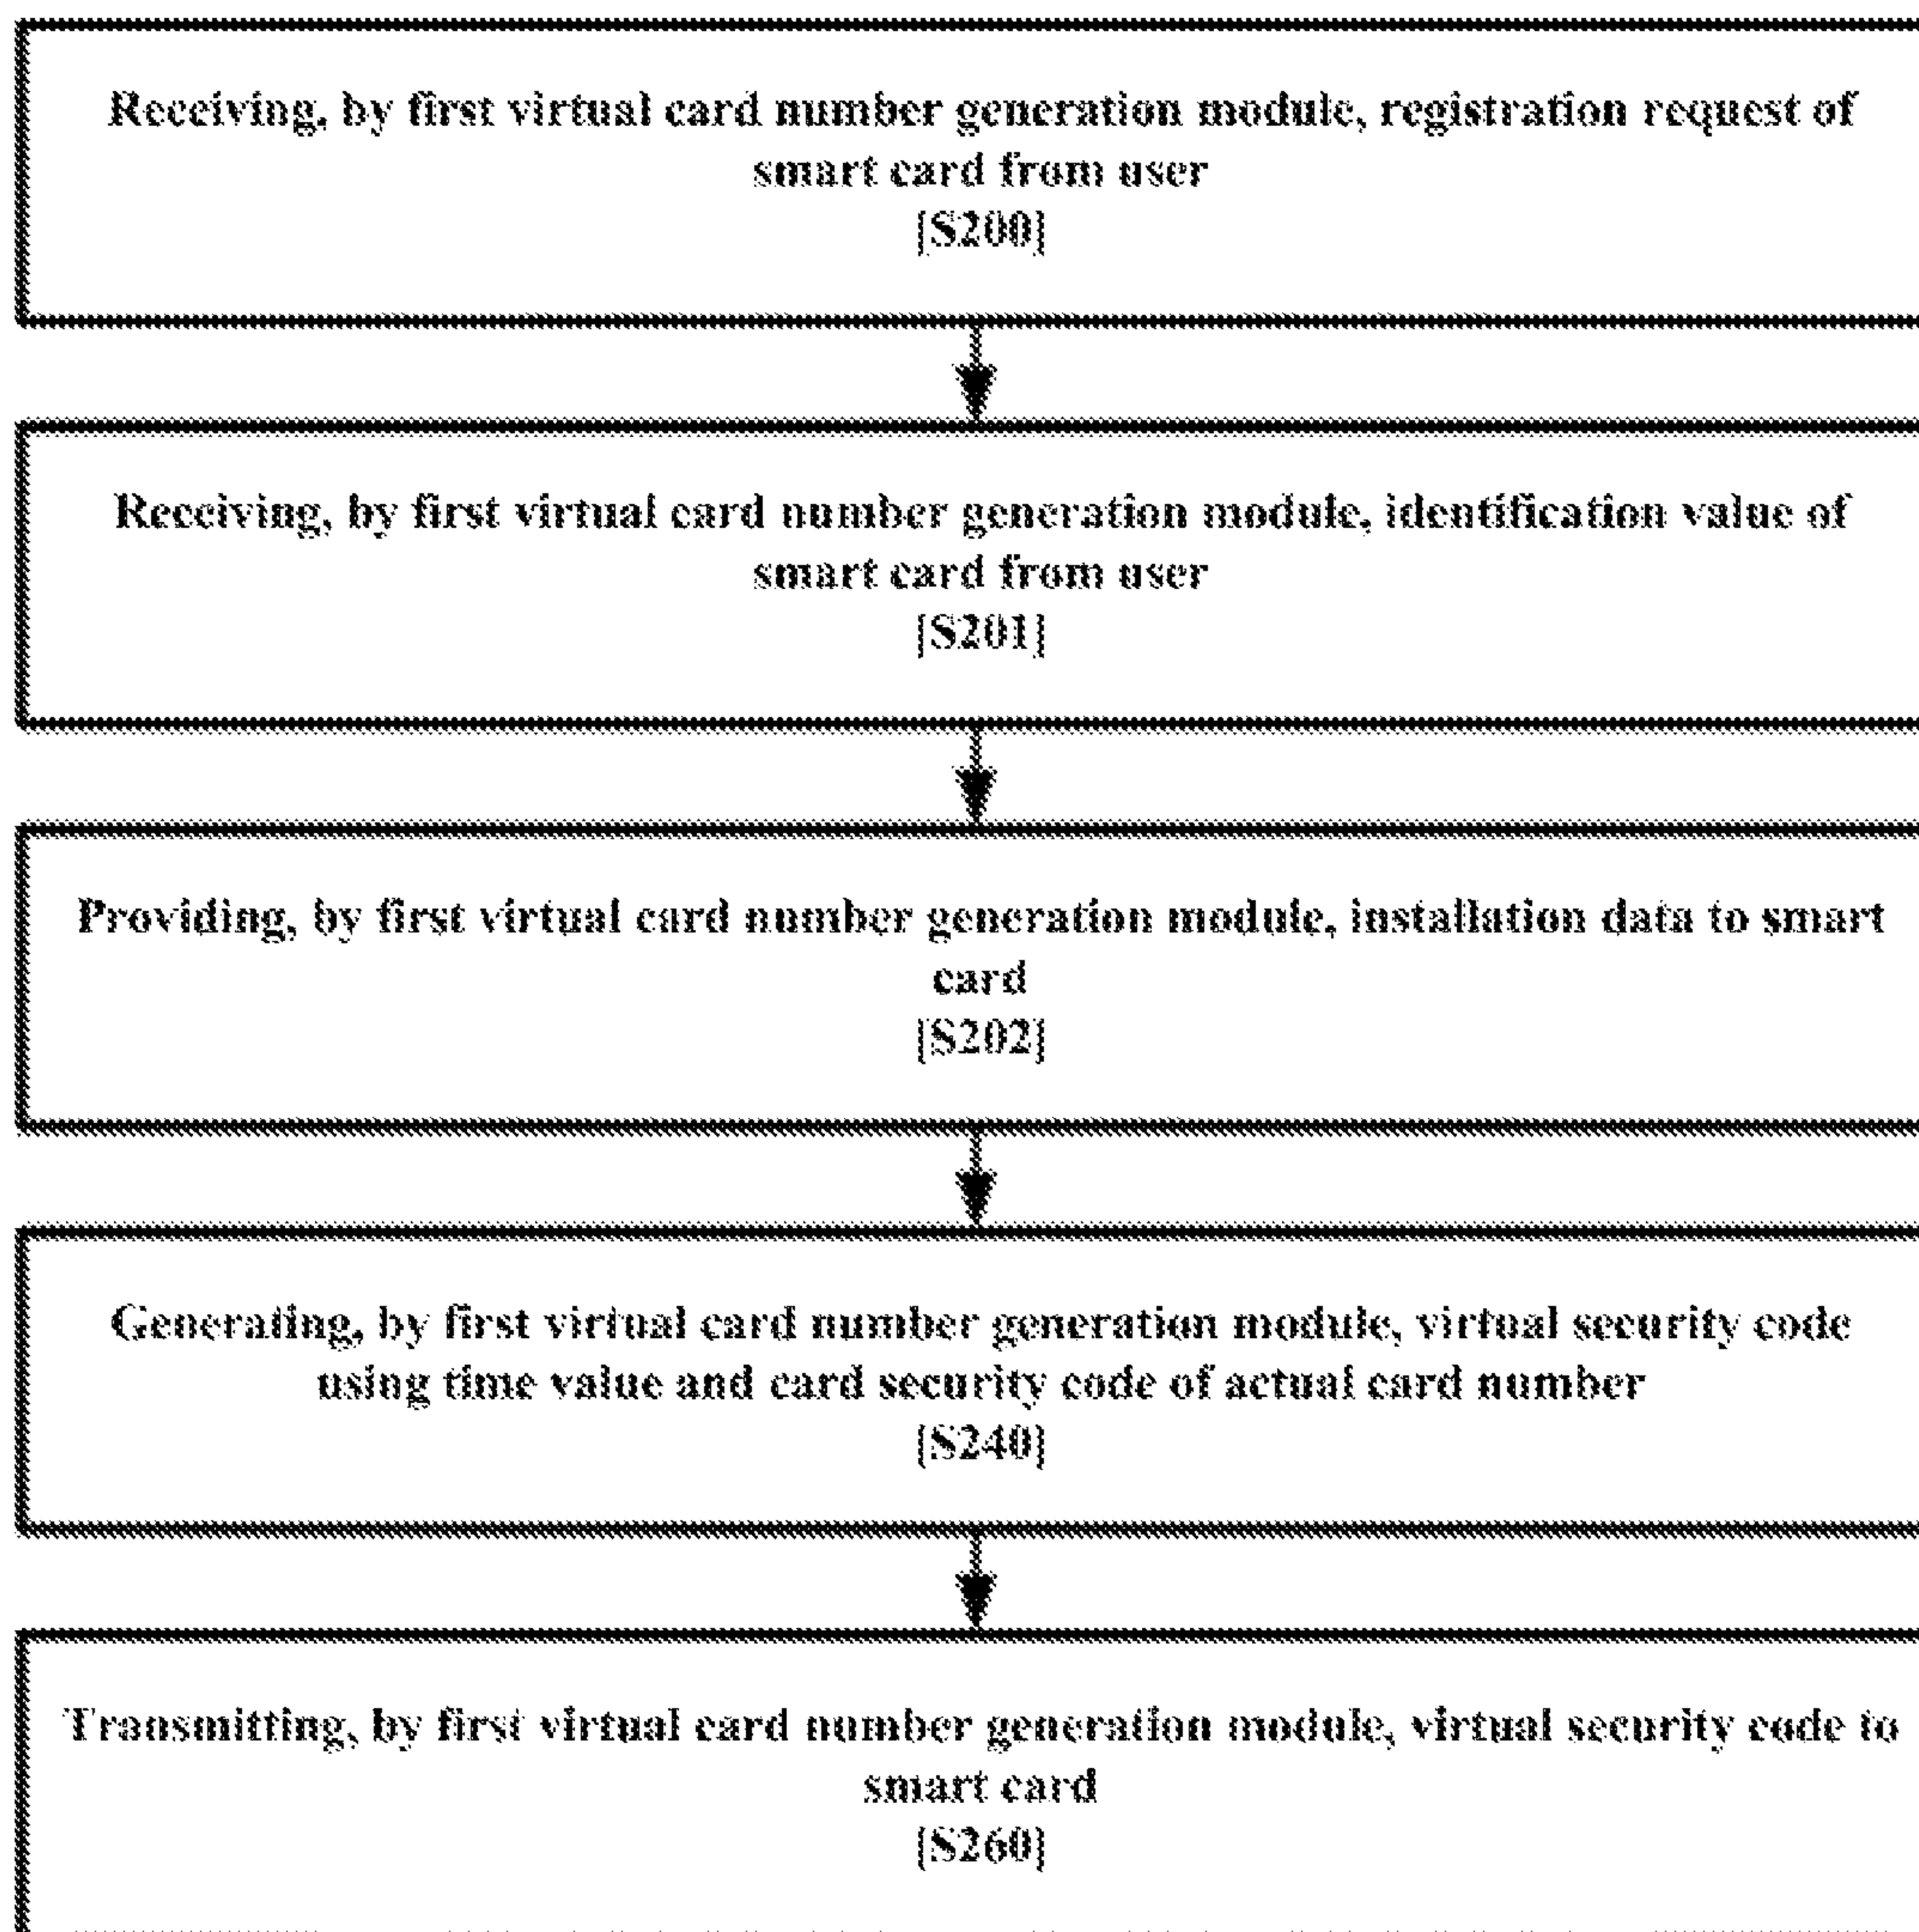 Receiving, by first virtual card number generation module, registration request of
smart card from user
[S200]
Receiving, by first virtual card number generation module, identification value of
smart card from user
[S201]
Providing, by first virtual card number generation module, installation data to smart
card
[S202]
Generating, by first virtual card number generation module, virtual security code
using time value and card security code of actual card number
[S240]
Transmitting, by first virtual card number generation module, virtual security code to
smart card
[S260]